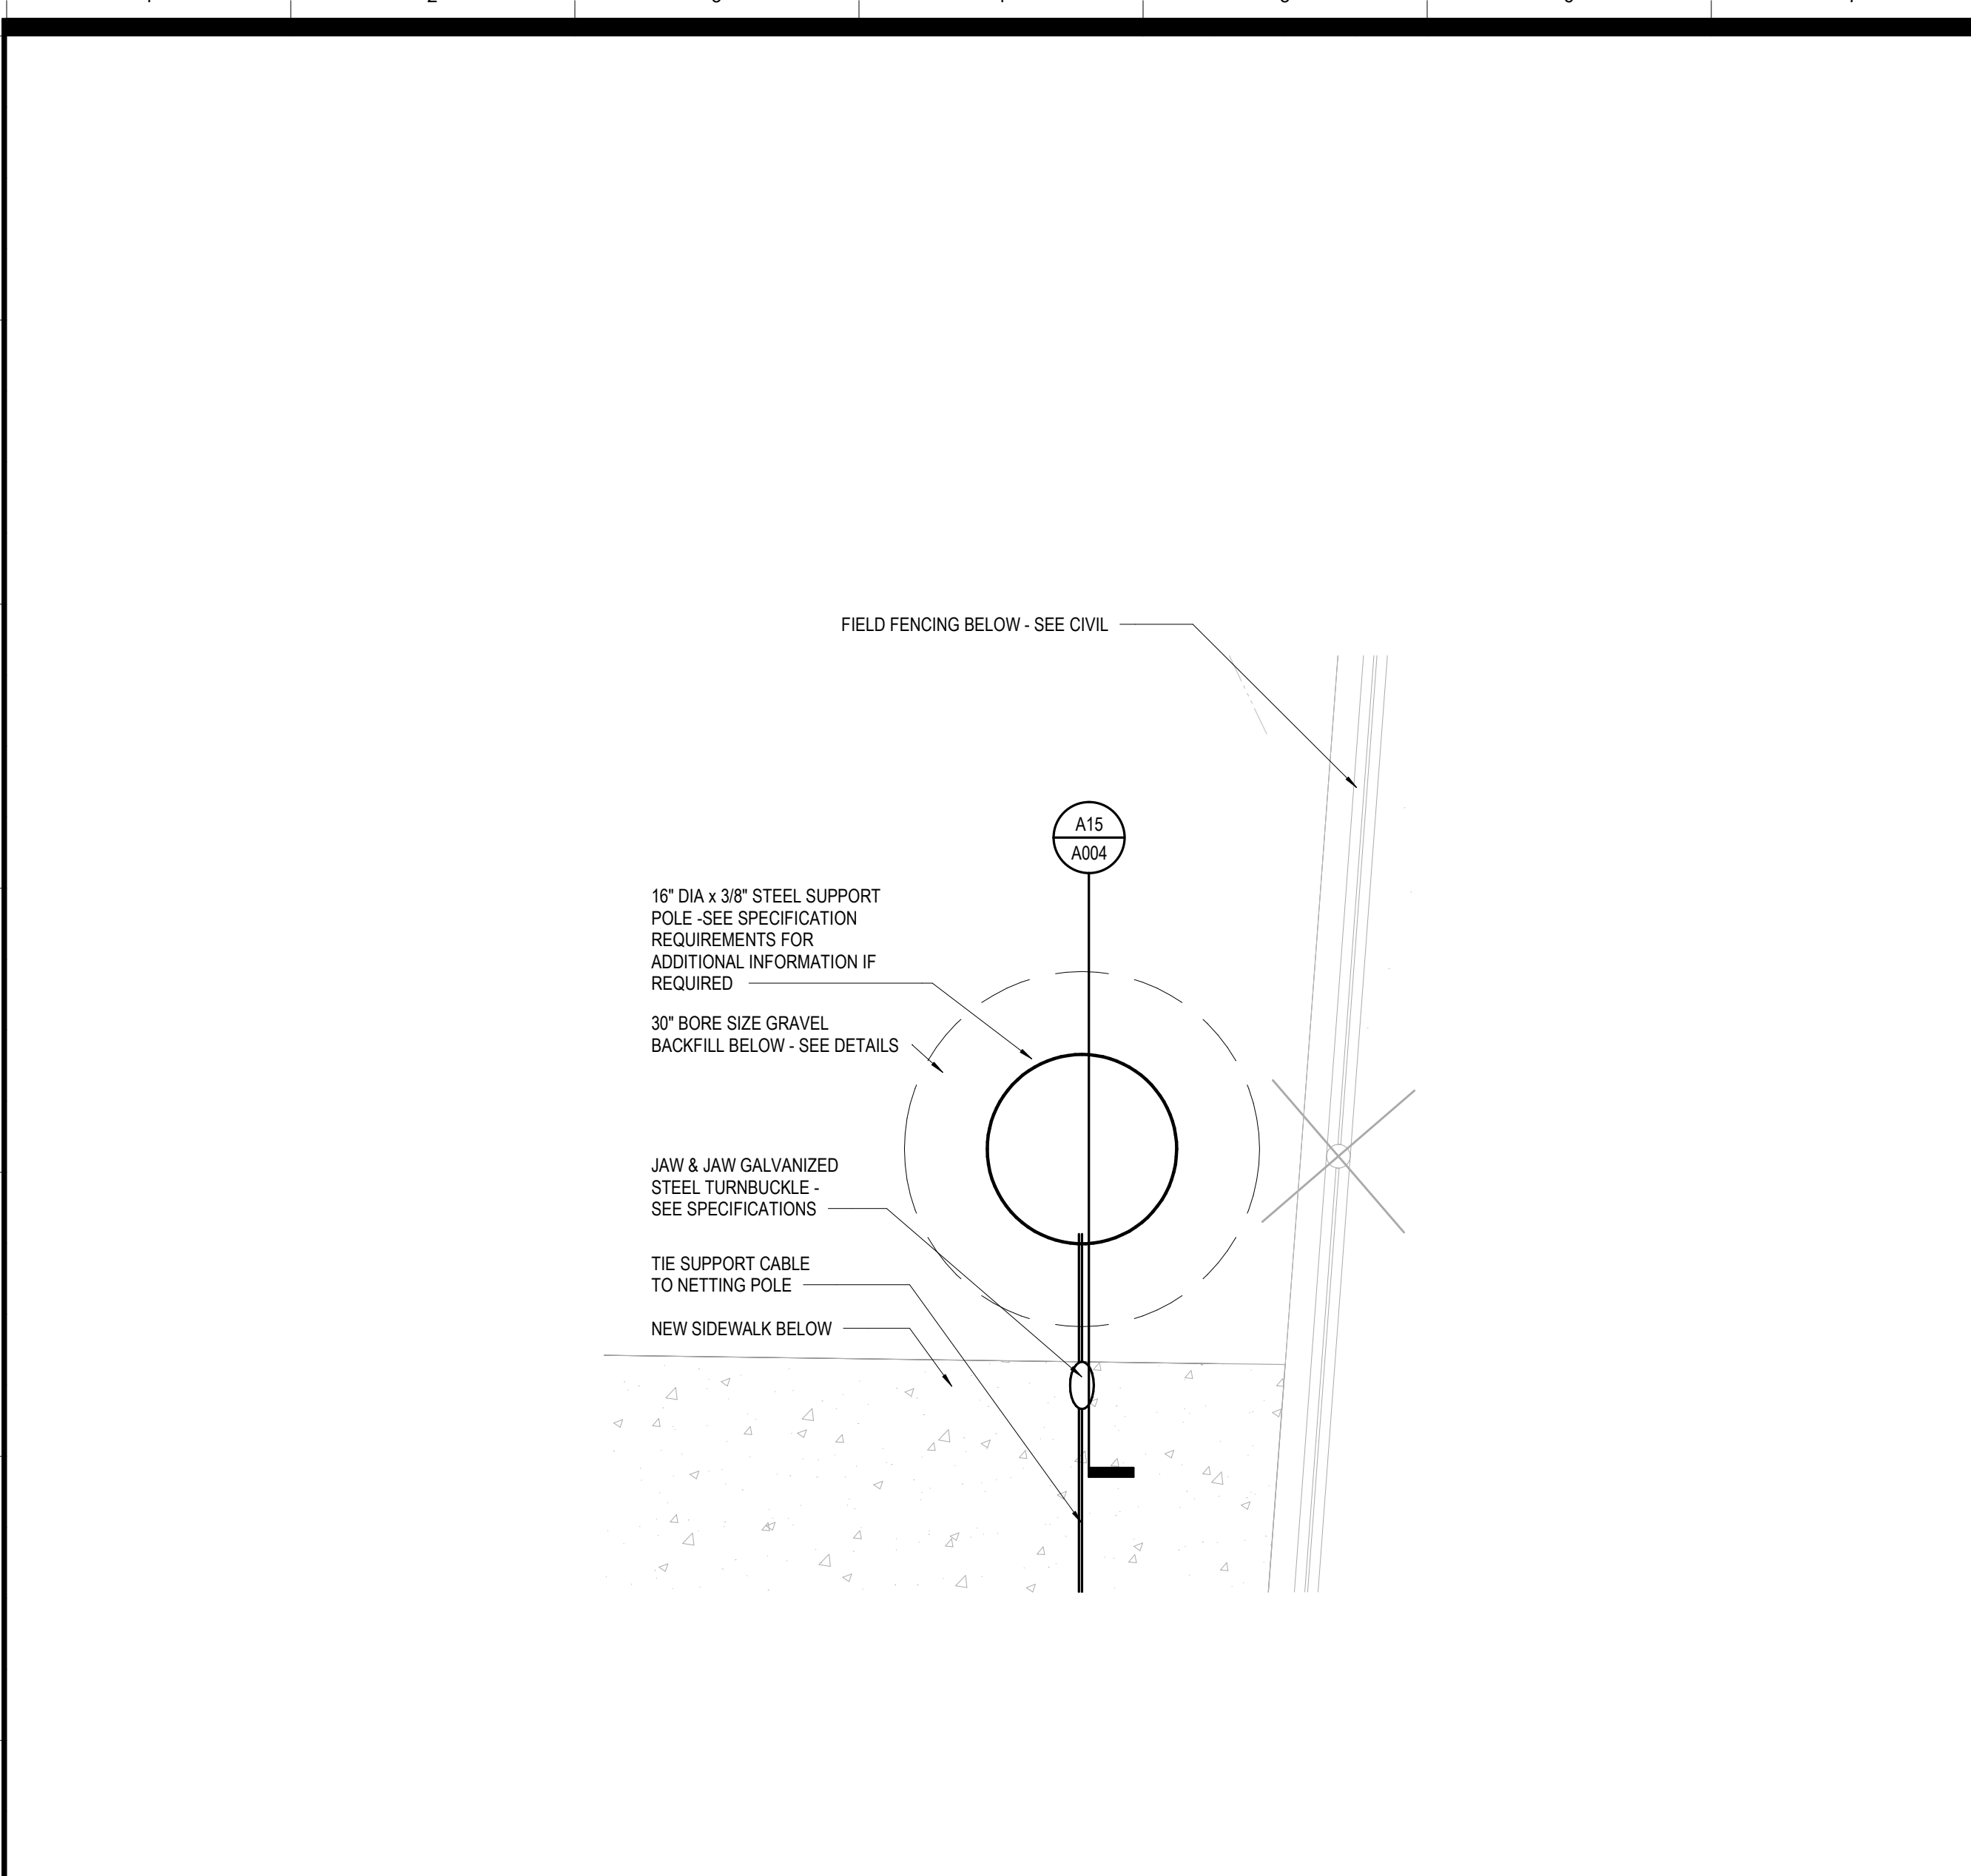 FIELD FENCING BELOW - SEE CIVIL
A15
A004
16" DIA x 3/8" STEEL SUPPORT
POLE -SEE SPECIFICATION
REQUIREMENTS FOR
ADDITIONAL INFORMATION IF
REQUIRED
30" BORE SIZE GRAVEL
BACKFILL BELOW - SEE DETAILS
JAW & JAW GALVANIZED
STEEL TURNBUCKLE -
SEE SPECIFICATIONS
TIE SUPPORT CABLE
TO NETTING POLE
NEW SIDEWALK BELOW